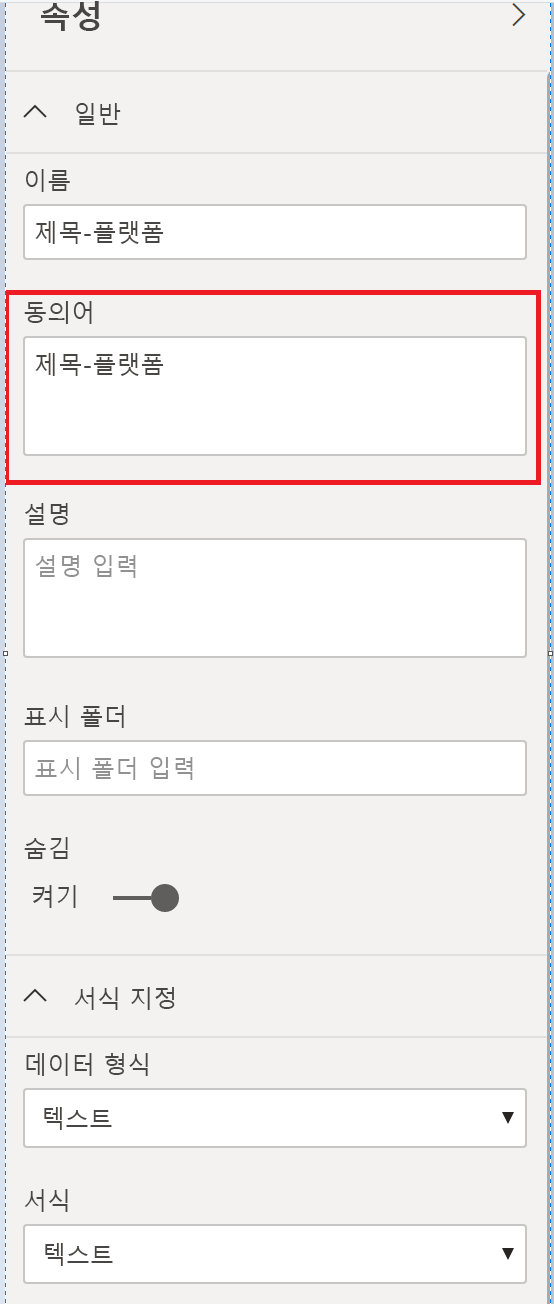 속성
일반
이름
제목-플랫폼
동의어
제목-플랫폼
설명
설명 입력
표시 폴더
표시 폴더 입력
숨김
켜기
서식 지정
데이터 형식
텍스트
서식
텍스트